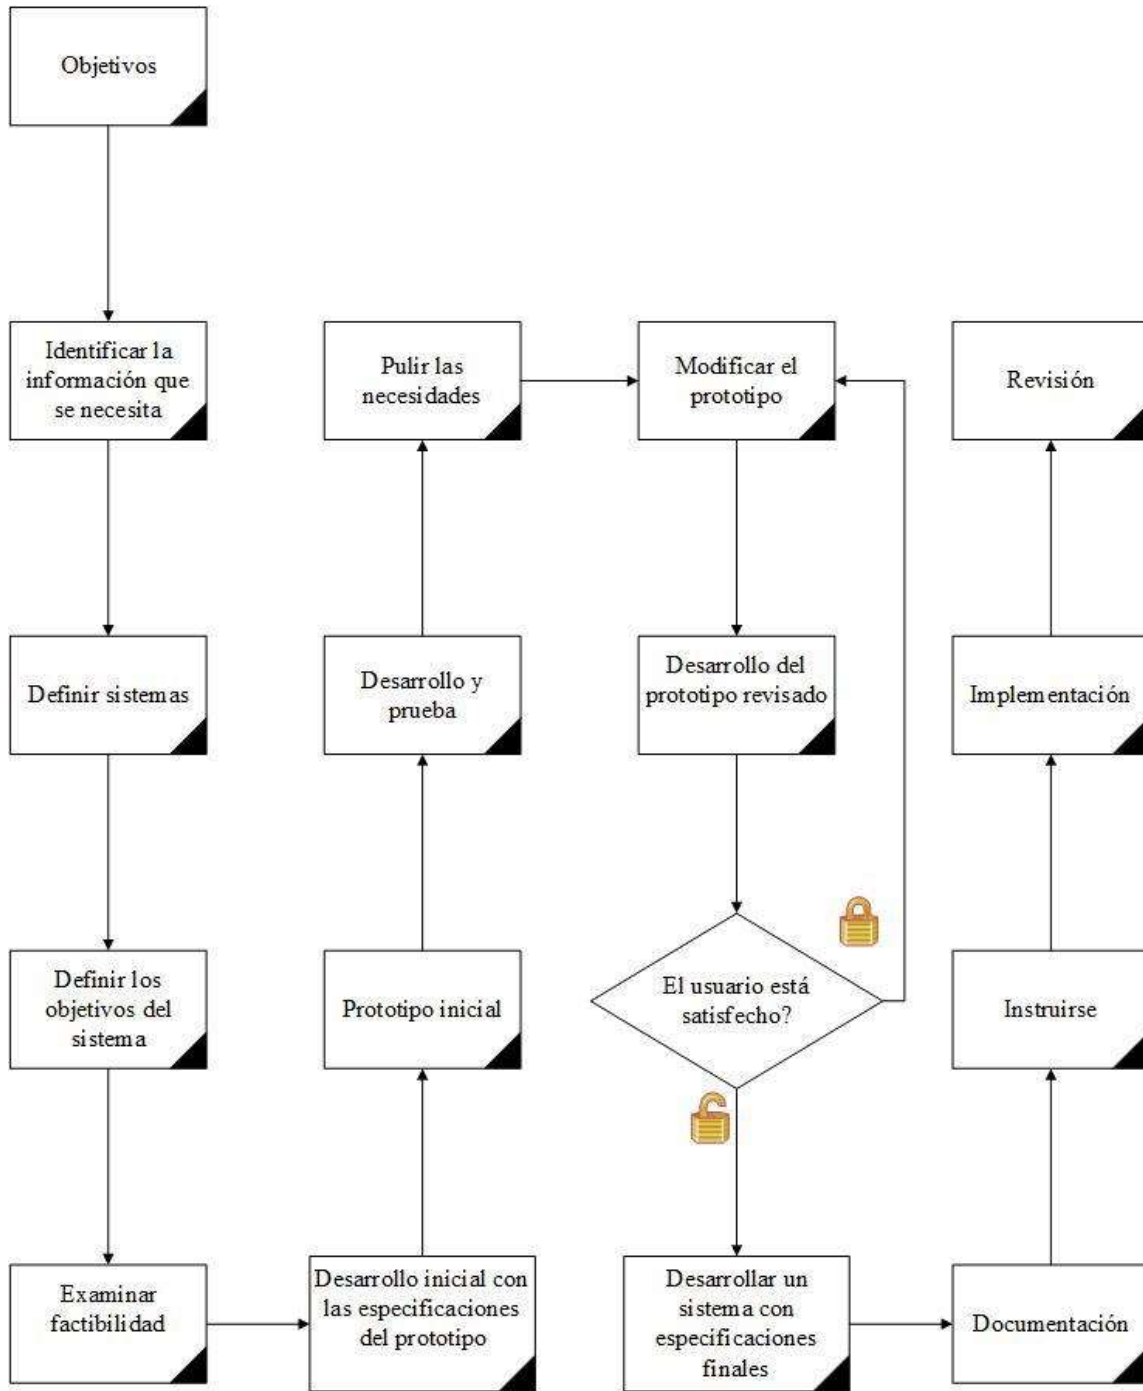 Objetivos
Identificar la
información que
se necesita
Definir sistemas
Definir los
objetivos del
sistema
Examinar
factibilidad
Desarrollo inicial con
las especificaciones
del prototipo
Prototipo inicial
Desarrollo y
prueba
Pulir las
necesidades
Modificar el
prototipo
Desarrollo del
prototipo revisado
El usuario está
satisfecho?
Desarrollar un
sistema con
especificaciones
finales
Documentación
Instruirse
Implementación
Revisión